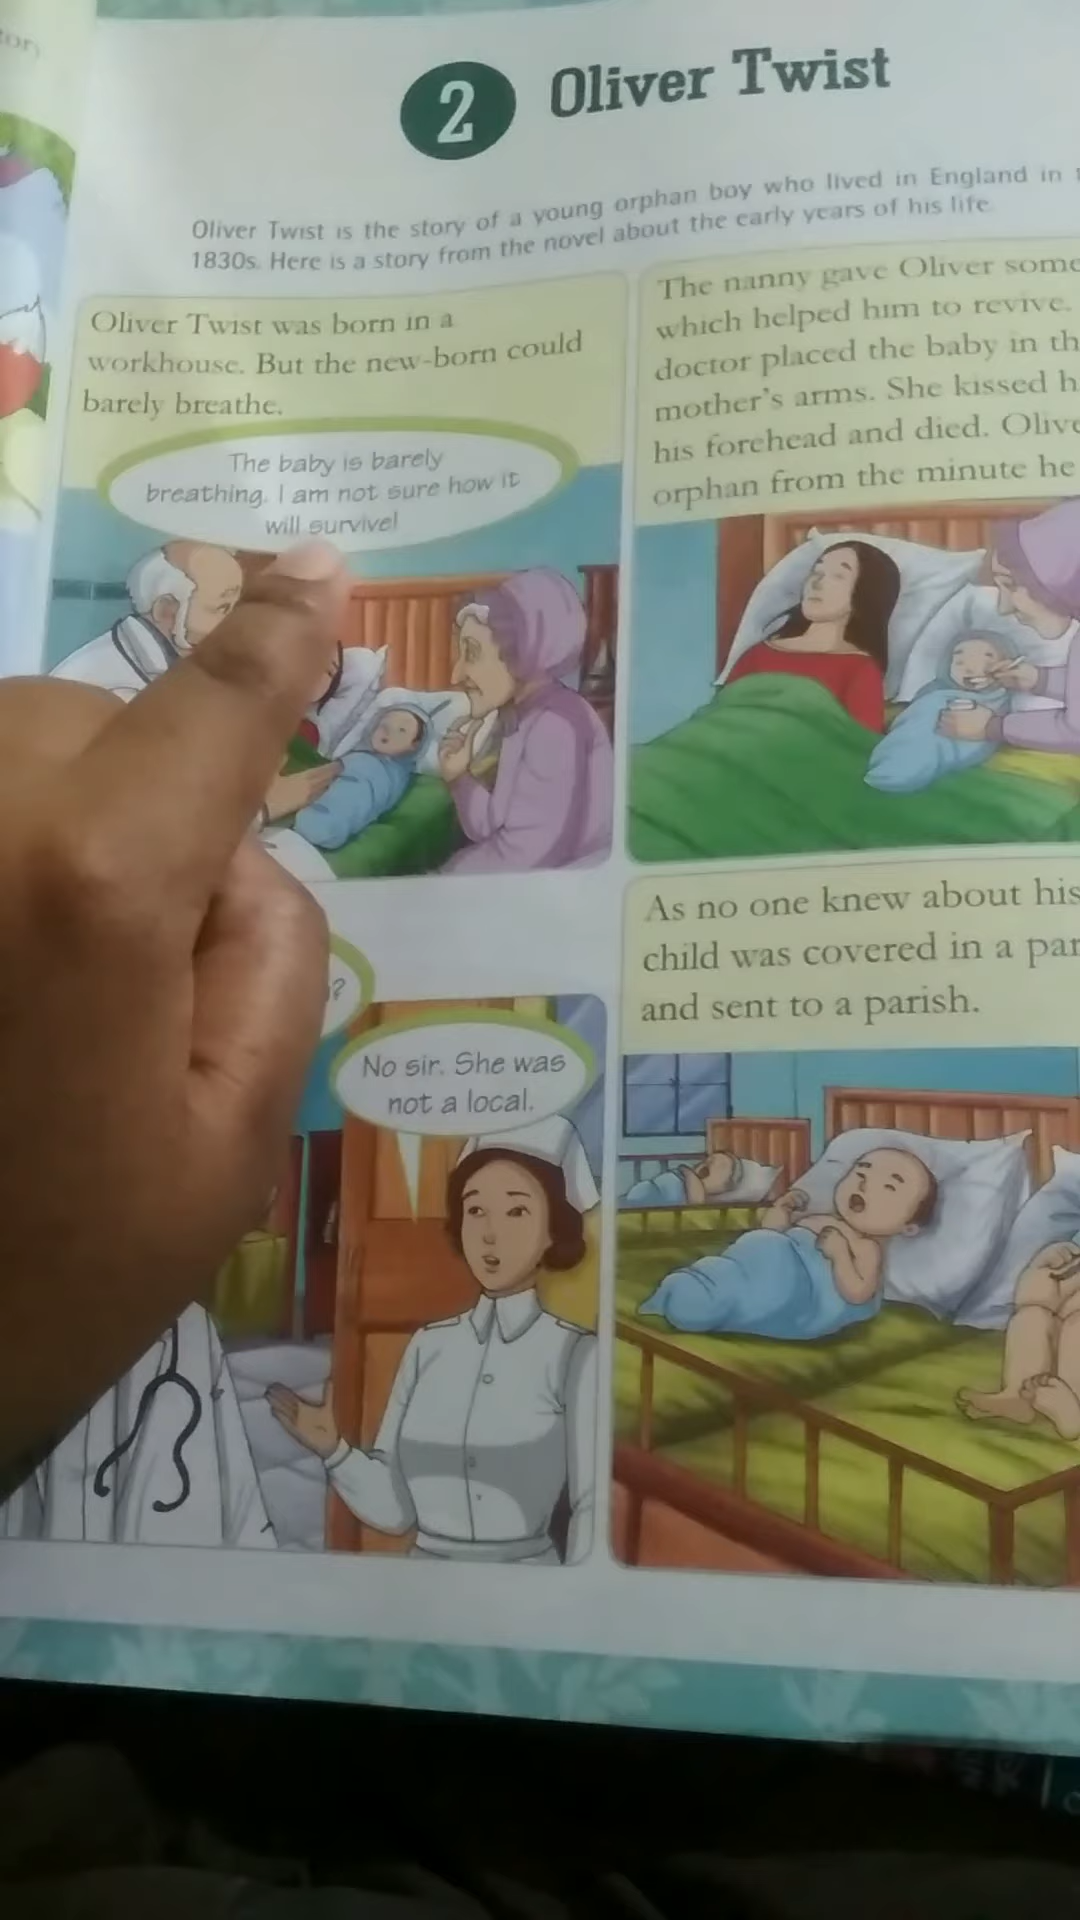 2 Oliver Twist
Oliver Twist is the story of a young orphan boy who lived in England in
1830s. Here is a story from the novel about the early years of his life.
Oliver Twist was born in a
workhouse. But the new-born could
barely breathe.
The baby is barely
breathing. I am not sure how it
will survive!
The nanny gave Oliver some
which helped him to revive.
doctor placed the baby in
mother's arms. She kissed
his forehead and died.
orphan from the minute he
?
No sir. She was
not a local.
As no one knew about his
child was covered in a
and sent to a parish.